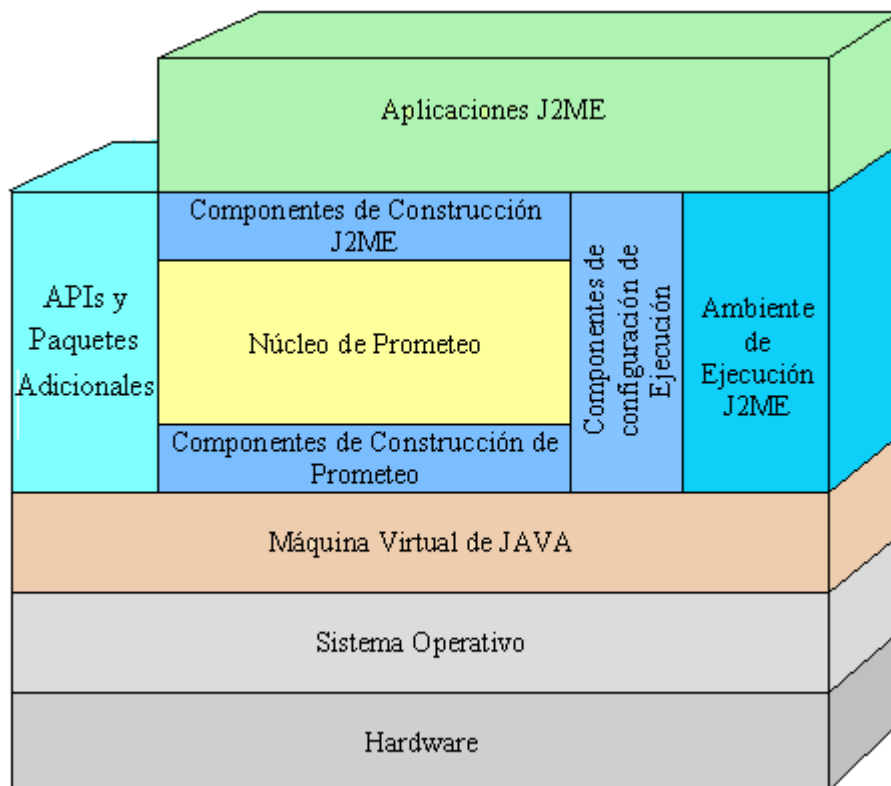 Aplicaciones J2ME
Componentes de Construcción
J2ME
APIs y
Paquetes
Adicionales
Núcleo de Prometeo
Componentes de Construcción de
Prometeo
Componentes de
configuración de
Ejecución
Ambiente
de
Ejecución
J2ME
Máquina Virtual de JAVA
Sistema Operativo
Hardware